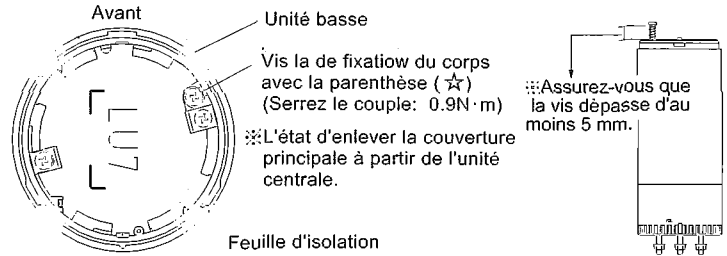 Avant
Unité basse
Vis la de fixatiow du corps
avec la parenthèse (☆)
(Serrez le couple: 0.9N·m)
※L'état d'enlever la couverture
principale à partir de l'unité
centrale.
Feuille d'isolation
※Assurez-vous que
la vis dèpasse d'au
moins 5 mm.